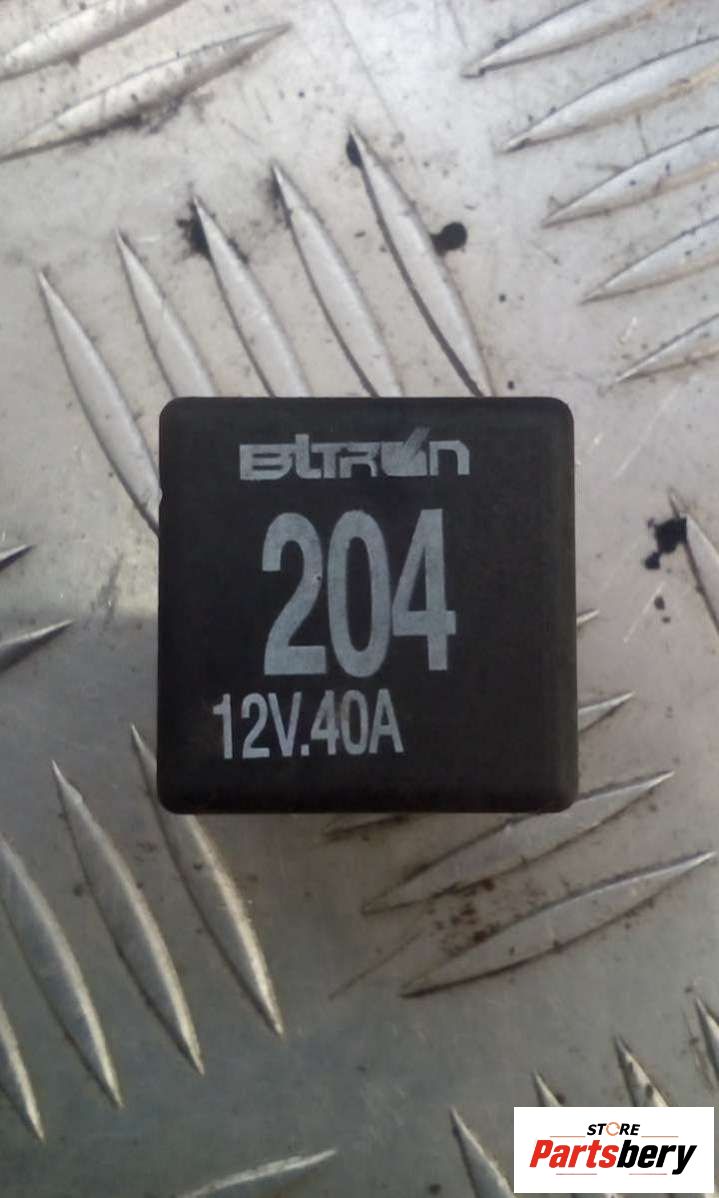 BITRON
204
12V.40A
STORE
Partsbery